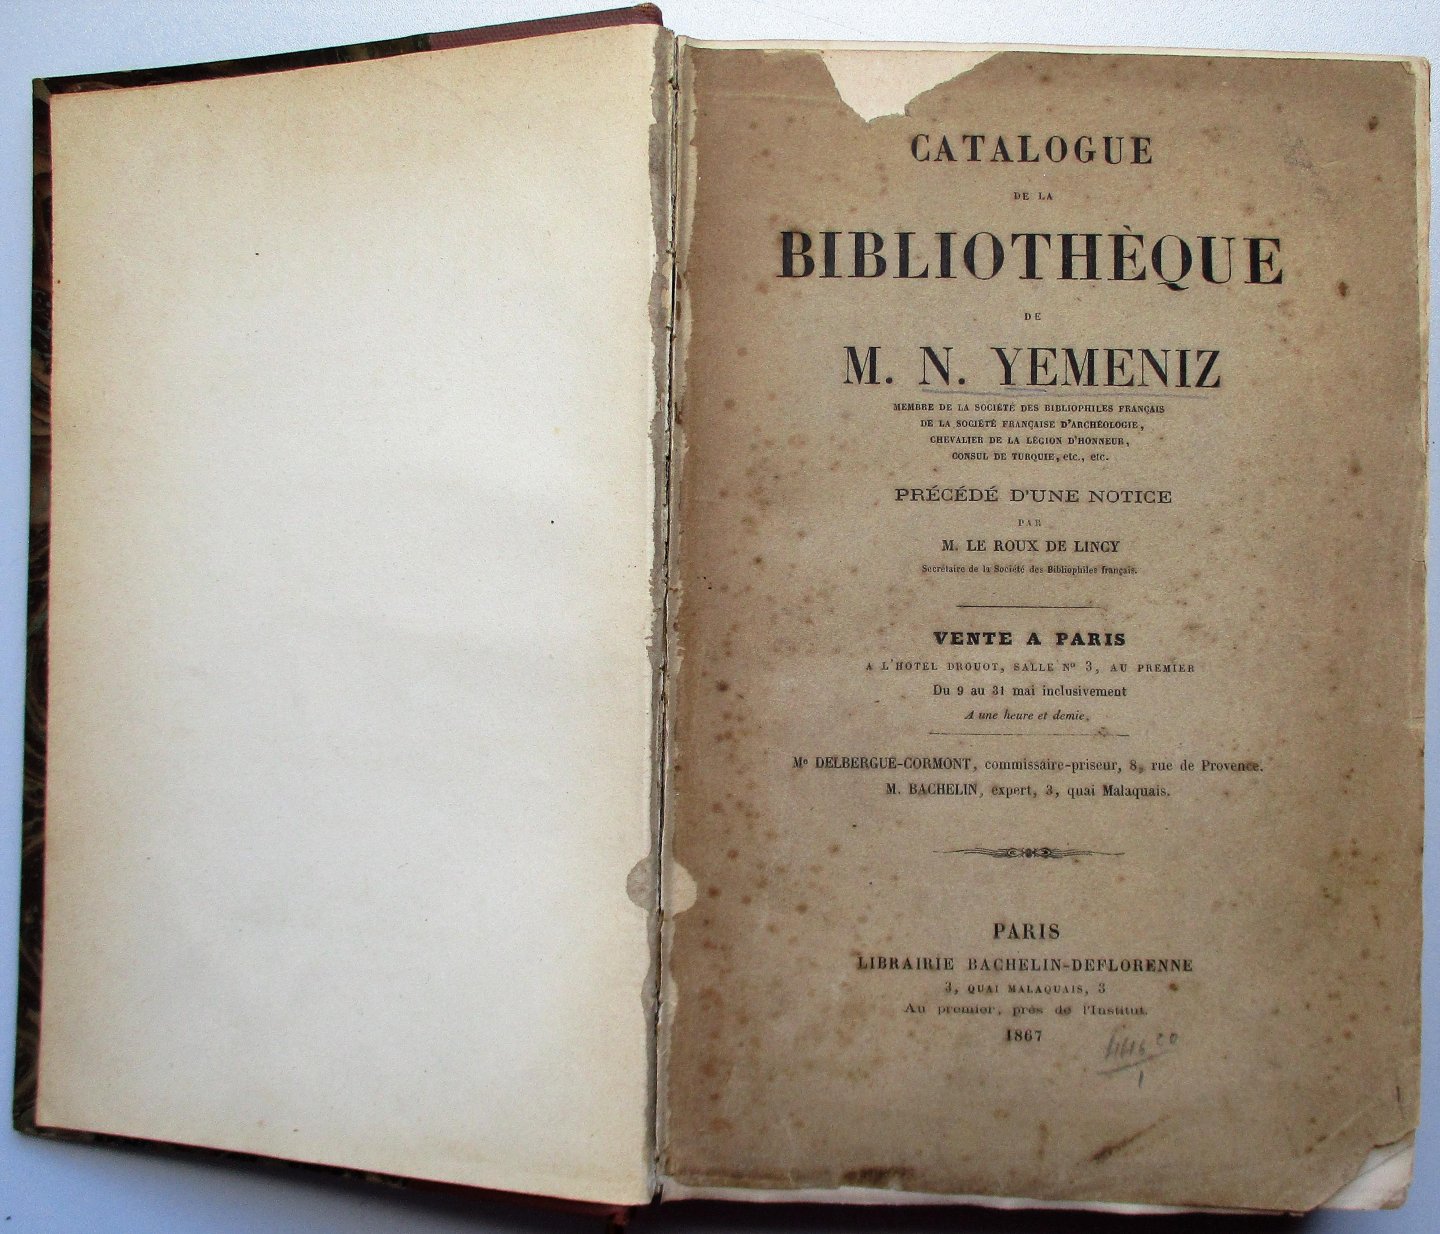 CATALOGUE
DE LA
BIBLIOTHÈQUE
DE
M. N. YEMENIZ
MEMBRE DE LA SOCIÉTÉ DES BIBLIOPHILES FRANÇAIS
DE LA SOCIÉTÉ FRANÇAISE D'ARCHÉOLOGIE,
CHEVALIER DE LA LÉGION D'HONNEUR,
CONSUL DE TURQUIE, etc., etc.
PRÉCÉDÉ D'UNE NOTICE
PAR
M. LE ROUX DE LINCY
Secrétaire de la Société des Bibliophiles français.
VENTE A PARIS
A L'HOTEL DROUOT, SALLE Nº 3, AU PREMIER
Du 9 au 31 mai inclusivement
A une heure et demie.
Me DELBERGUE-CORMONT, commissaire-priseur, 8, rue de Provence.
M. BACHELIN, expert, 3, quai Malaquais.
PARIS
LIBRAIRIE BACHELIN-DEFLORENNE
3, QUAI MALAQUAIS, 3
Au premier, près de l'Institut.
1867